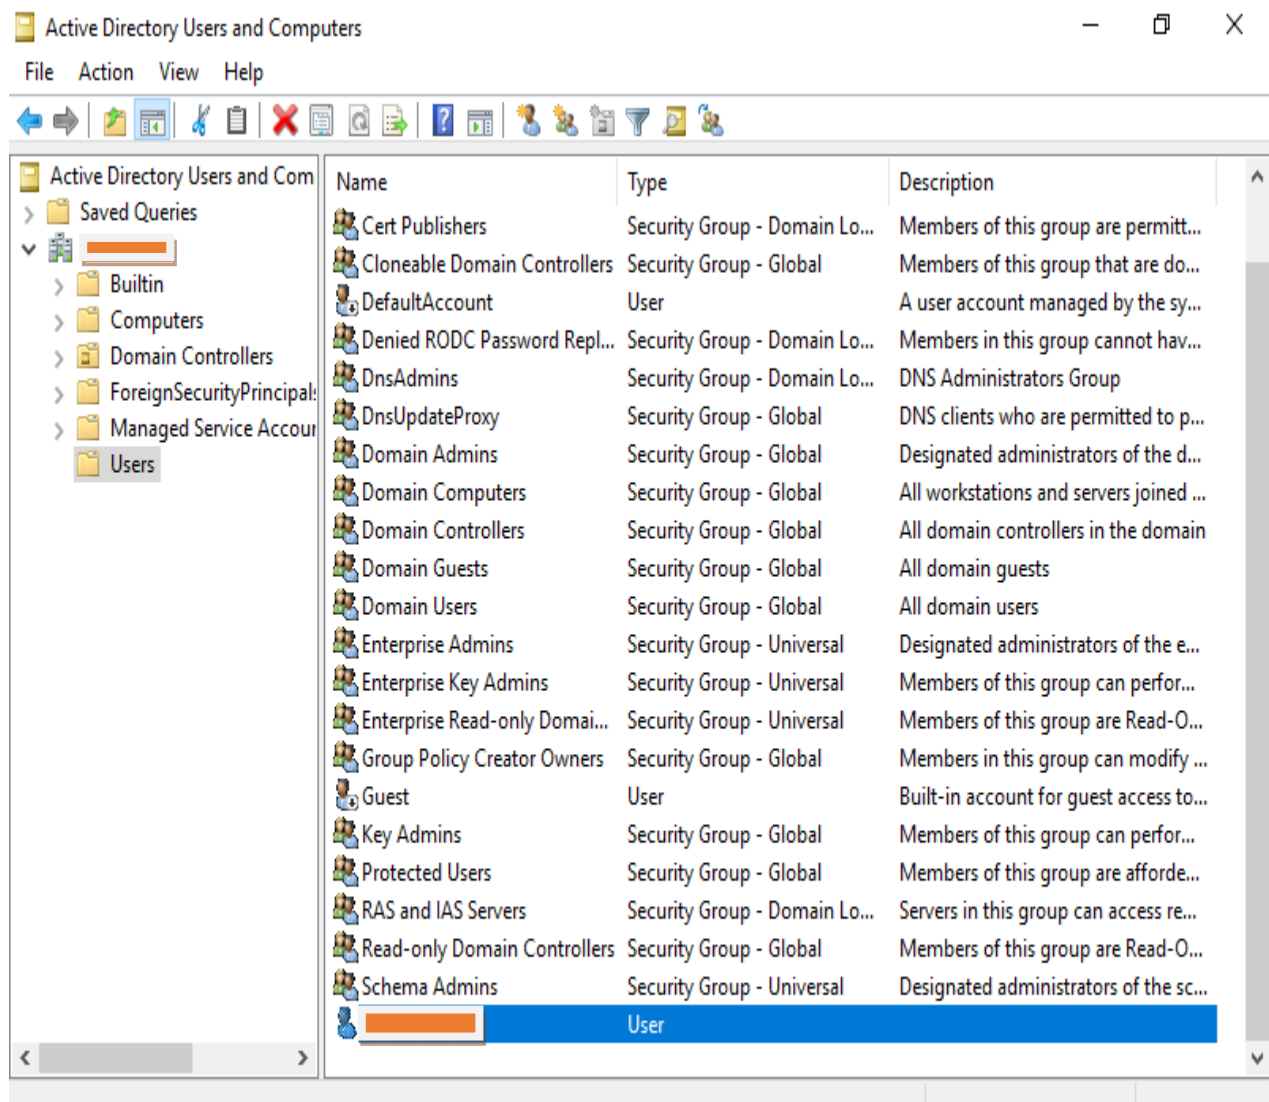 Active Directory Users and Computers
File Action View Help
Active Directory Users and Com
Saved Queries
Builtin
Computers
Domain Controllers
ForeignSecurityPrincipals
Managed Service Accour
Users
Name Type Description
Cert Publishers Security Group - Domain Lo... Members of this group are permitt...
Cloneable Domain Controllers Security Group - Global Members of this group that are do...
DefaultAccount User A user account managed by the sy...
Denied RODC Password Repl... Security Group - Domain Lo... Members in this group cannot hav...
DnsAdmins Security Group - Domain Lo... DNS Administrators Group
DnsUpdateProxy Security Group - Global DNS clients who are permitted to p...
Domain Admins Security Group - Global Designated administrators of the d...
Domain Computers Security Group - Global All workstations and servers joined ...
Domain Controllers Security Group - Global All domain controllers in the domain
Domain Guests Security Group - Global All domain guests
Domain Users Security Group - Global All domain users
Enterprise Admins Security Group - Universal Designated administrators of the e...
Enterprise Key Admins Security Group - Universal Members of this group can perfor...
Enterprise Read-only Domai... Security Group - Universal Members of this group are Read-O...
Group Policy Creator Owners Security Group - Global Members in this group can modify ...
Guest User Built-in account for guest access to...
Key Admins Security Group - Global Members of this group can perfor...
Protected Users Security Group - Global Members of this group are afforde...
RAS and IAS Servers Security Group - Domain Lo... Servers in this group can access re...
Read-only Domain Controllers Security Group - Global Members of this group are Read-O...
Schema Admins Security Group - Universal Designated administrators of the sc...
User